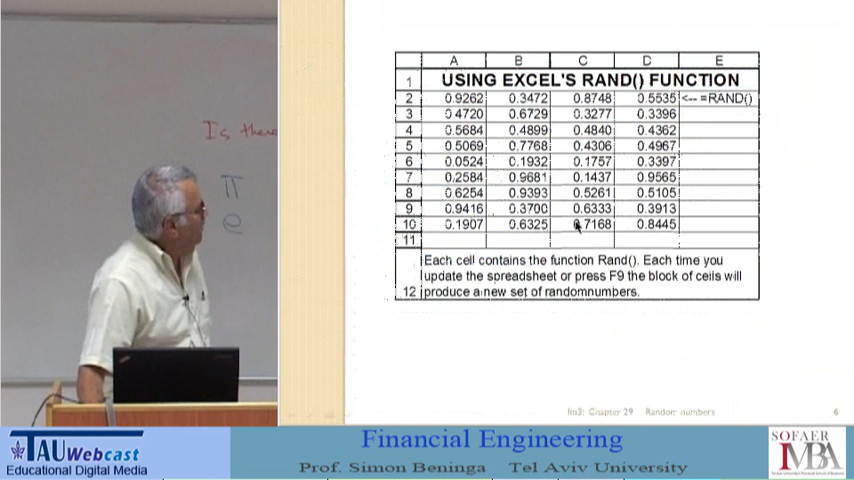 Is there
π
e
A B C D E
1 USING EXCEL'S RAND() FUNCTION
2 0.9262 0.3472 0.8748 0.5535 <-- =RAND()
3 0.4720 0.6729 0.3277 0.3396
4 0.5684 0.4899 0.4840 0.4362
5 0.5069 0.7768 0.4306 0.4967
6 0.0524 0.1932 0.1757 0.3397
7 0.2584 0.9681 0.1437 0.9565
8 0.6254 0.9393 0.5261 0.5105
9 0.9416 0.3700 0.6333 0.3913
10 0.1907 0.6325 0.7168 0.8445
11
Each cell contains the function Rand(). Each time you
update the spreadsheet or press F9 the block of cells will
12 produce a new set of randomnumbers.
fm3: Chapter 29 Random numbers 6
TAU Webcast
Educational Digital Media
Financial Engineering
Prof. Simon Beninga Tel Aviv University
SOFAER
IMBA